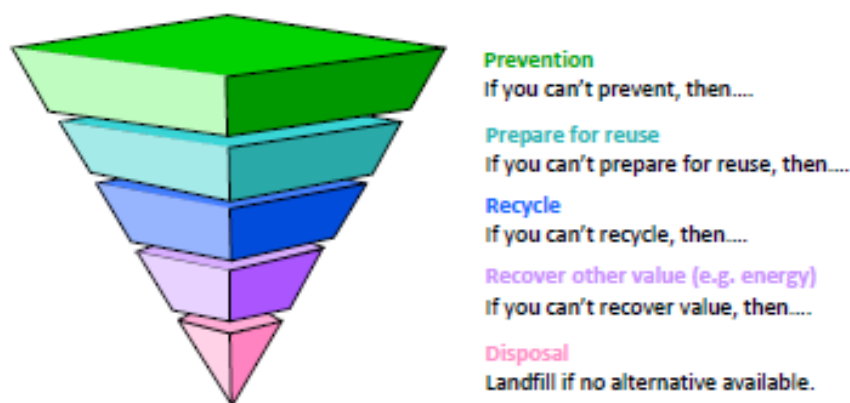 Prevention
If you can't prevent, then....
Prepare for reuse
If you can't prepare for reuse, then....
Recycle
If you can't recycle, then....
Recover other value (e.g. energy)
If you can't recover value, then....
Disposal
Landfill if no alternative available.